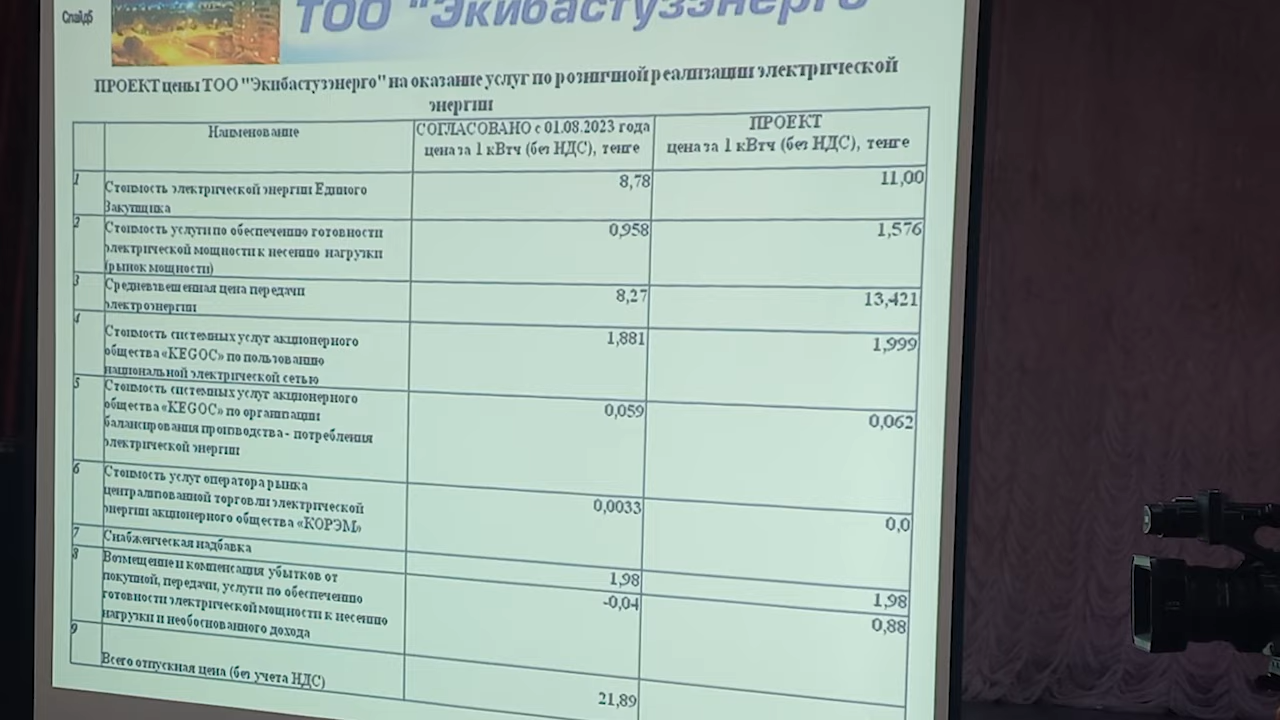 Слайд5
ТОО "Экибастузэнерго"
ПРОЕКТ цены ТОО "Экибастузэнерго" на оказание услуг по розничной реализации электрической
энергии
Наименование
СОГЛАСОВАНО с 01.08.2023 года
цена за 1 кВтч (без НДС), тенге
ПРОЕКТ
цена за 1 кВтч (без НДС), тенге
1
Стоимость электрической энергии Единого
Закупщика
8,78
11,00
2
Стоимость услуги по обеспечению готовности
электрической мощности к несению нагрузки
(рынок мощности)
0,958
1,576
3
Средневзвешенная цена передачи
электроэнергии
8,27
13,421
4
Стоимость системных услуг акционерного
общества «KEGOC» по пользованию
национальной электрической сетью
1,881
1,999
5
Стоимость системных услуг акционерного
общества «KEGOC» по организации
балансирования производства - потребления
электрической энергии
0,059
0,062
6
Стоимость услуг оператора рынка
централизованной торговли электрической
энергии акционерного общества «КОРЭМ»
0,0033
0,0
7
Снабженческая надбавка
1,98
1,98
8
Возмещение и компенсация убытков от
покупной, передачи, услуги по обеспечению
готовности электрической мощности к несению
нагрузки и необоснованного дохода
-0,04
0,88
9
Всего отпускная цена (без учета НДС)
21,89